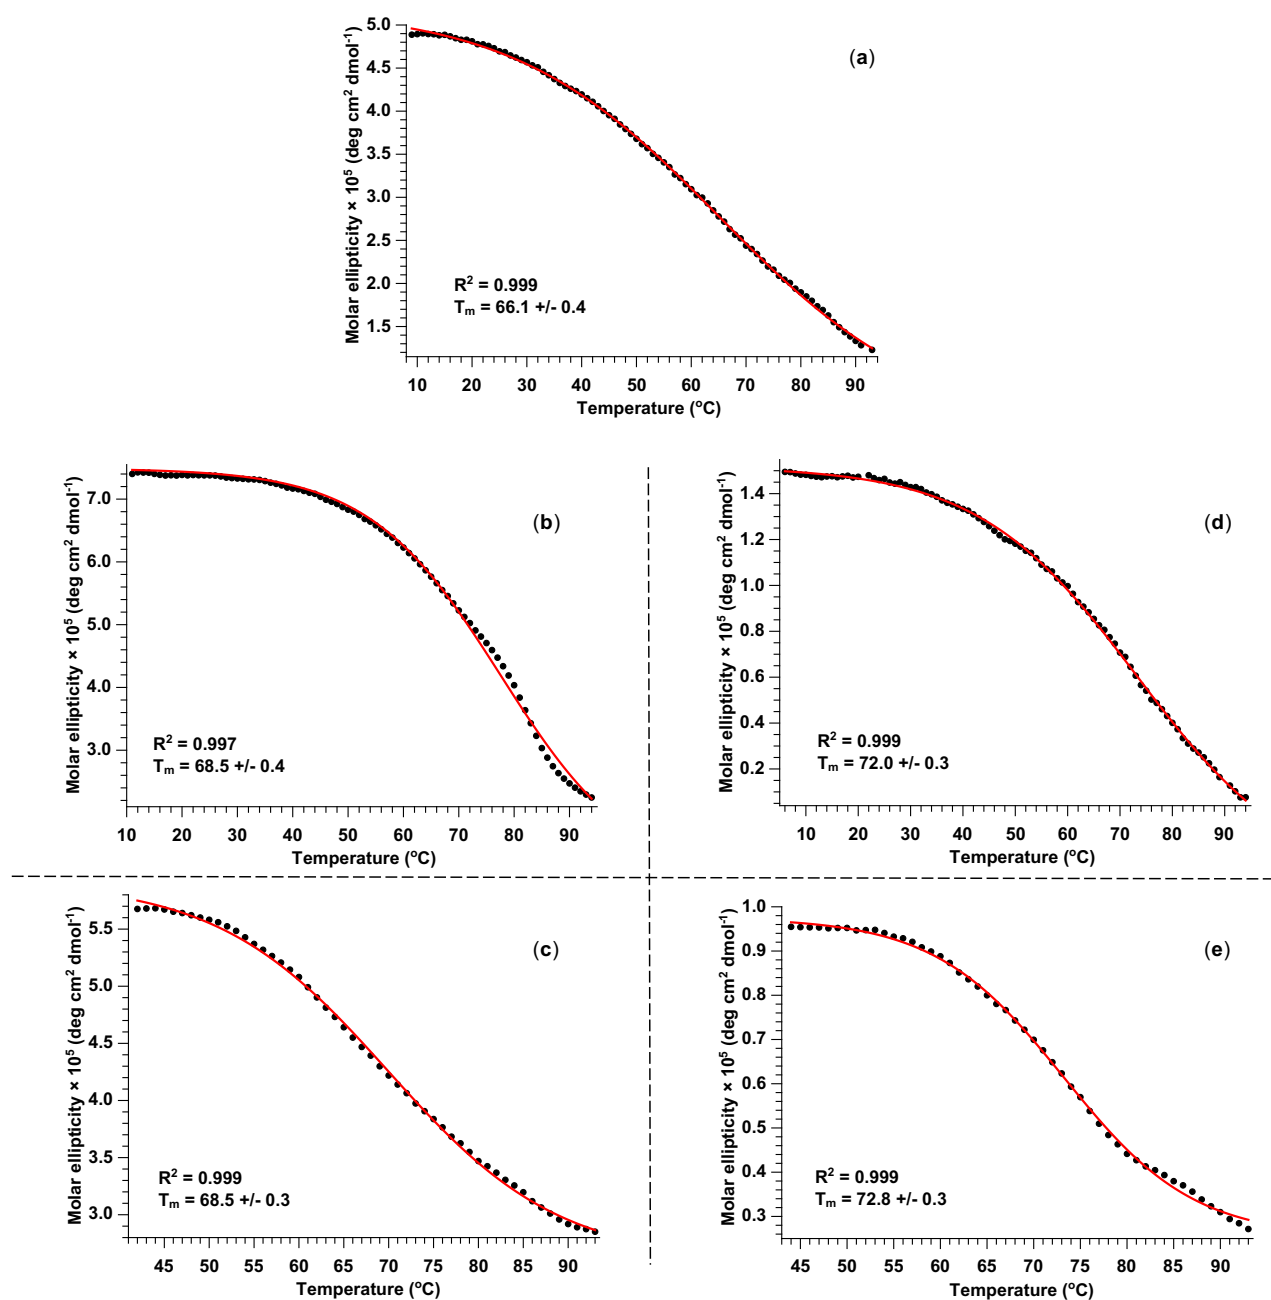 (a)
Molar ellipticity × 10⁵ (deg cm² dmol⁻¹)
5.0
4.5
4.0
3.5
3.0
2.5
2.0
1.5
R² = 0.999
Tₘ = 66.1 +/- 0.4
10 20 30 40 50 60 70 80 90
Temperature (°C)
(b)
Molar ellipticity × 10⁵ (deg cm² dmol⁻¹)
7.0
6.0
5.0
4.0
3.0
R² = 0.997
Tₘ = 68.5 +/- 0.4
10 20 30 40 50 60 70 80 90
Temperature (°C)
(d)
Molar ellipticity × 10⁵ (deg cm² dmol⁻¹)
1.4
1.2
1.0
0.8
0.6
0.4
0.2
R² = 0.999
Tₘ = 72.0 +/- 0.3
10 20 30 40 50 60 70 80 90
Temperature (°C)
(c)
Molar ellipticity × 10⁵ (deg cm² dmol⁻¹)
5.5
5.0
4.5
4.0
3.5
3.0
R² = 0.999
Tₘ = 68.5 +/- 0.3
45 50 55 60 65 70 75 80 85 90
Temperature (°C)
(e)
Molar ellipticity × 10⁵ (deg cm² dmol⁻¹)
1.0
0.9
0.8
0.7
0.6
0.5
0.4
0.3
R² = 0.999
Tₘ = 72.8 +/- 0.3
45 50 55 60 65 70 75 80 85 90
Temperature (°C)